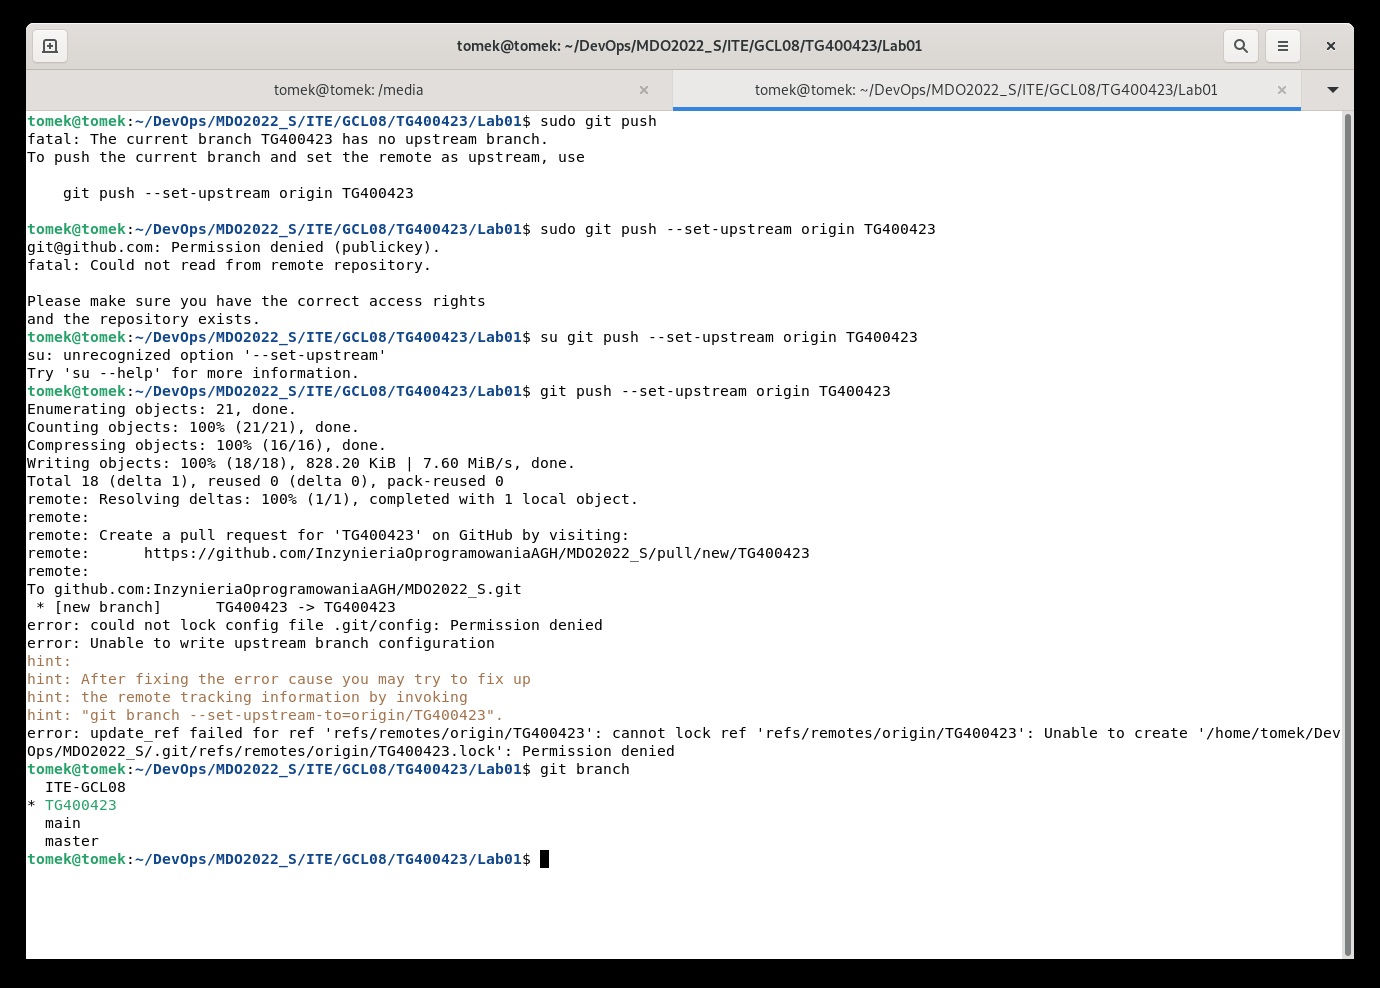 tomek@tomek: ~/DevOps/MDO2022_S/ITE/GCL08/TG400423/Lab01
tomek@tomek: /media
tomek@tomek: ~/DevOps/MDO2022_S/ITE/GCL08/TG400423/Lab01
tomek@tomek:~/DevOps/MDO2022_S/ITE/GCL08/TG400423/Lab01$ sudo git push
fatal: The current branch TG400423 has no upstream branch.
To push the current branch and set the remote as upstream, use

    git push --set-upstream origin TG400423

tomek@tomek:~/DevOps/MDO2022_S/ITE/GCL08/TG400423/Lab01$ sudo git push --set-upstream origin TG400423
git@github.com: Permission denied (publickey).
fatal: Could not read from remote repository.

Please make sure you have the correct access rights
and the repository exists.
tomek@tomek:~/DevOps/MDO2022_S/ITE/GCL08/TG400423/Lab01$ su git push --set-upstream origin TG400423
su: unrecognized option '--set-upstream'
Try 'su --help' for more information.
tomek@tomek:~/DevOps/MDO2022_S/ITE/GCL08/TG400423/Lab01$ git push --set-upstream origin TG400423
Enumerating objects: 21, done.
Counting objects: 100% (21/21), done.
Compressing objects: 100% (16/16), done.
Writing objects: 100% (18/18), 828.20 KiB | 7.60 MiB/s, done.
Total 18 (delta 1), reused 0 (delta 0), pack-reused 0
remote: Resolving deltas: 100% (1/1), completed with 1 local object.
remote:
remote: Create a pull request for 'TG400423' on GitHub by visiting:
remote:      https://github.com/InzynieriaOprogramowaniaAGH/MDO2022_S/pull/new/TG400423
remote:
To github.com:InzynieriaOprogramowaniaAGH/MDO2022_S.git
 * [new branch]      TG400423 -> TG400423
error: could not lock config file .git/config: Permission denied
error: Unable to write upstream branch configuration
hint:
hint: After fixing the error cause you may try to fix up
hint: the remote tracking information by invoking
hint: "git branch --set-upstream-to=origin/TG400423".
error: update_ref failed for ref 'refs/remotes/origin/TG400423': cannot lock ref 'refs/remotes/origin/TG400423': Unable to create '/home/tomek/Dev
Ops/MDO2022_S/.git/refs/remotes/origin/TG400423.lock': Permission denied
tomek@tomek:~/DevOps/MDO2022_S/ITE/GCL08/TG400423/Lab01$ git branch
  ITE-GCL08
* TG400423
  main
  master
tomek@tomek:~/DevOps/MDO2022_S/ITE/GCL08/TG400423/Lab01$